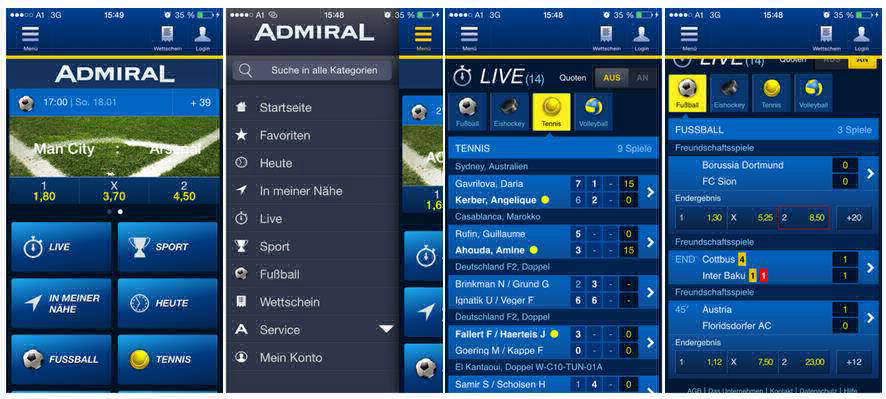 A1 3G 15:49 35 %
Menü Wettschein Login
ADMIRAL
17:00 | So. 18.01 + 39
Man City : Arsenal
1 X 2
1,80 3,70 4,50
LIVE SPORT
IN MEINER NÄHE HEUTE
FUSSBALL TENNIS
A1 15:48 35 %
ADMIRAL
Menü
Suche in alle Kategorien
Startseite
Favoriten
Heute
In meiner Nähe
Live
Sport
Fußball
Wettschein
Service
Mein Konto
1
1,6
A1 3G 15:48 35 %
Menü Wettschein Login
LIVE (14) Quoten AUS AN
Fußball Eishockey Tennis Volleyball
TENNIS 9 Spiele
Sydney, Australien
Gavrilova, Daria 7 1 - 15
Kerber, Angelique 6 2 - 0
Casablanca, Marokko
Rufin, Guillaume 5 - - 0
Ahouda, Amine 3 - - 15
Deutschland F2, Doppel
Brinkman N / Grund G 2 3 - -
Ignatik U / Veger F 6 6 - -
Deutschland F2, Doppel
Fallert F / Haerteis J 3 - - 0
Goering M / Kappe F 0 - - 0
El Kantaoui, Doppel W-C10-TUN-01A
Samir S / Scholsen H 1 4 - 0
A1 3G 15:48 35 %
Menü Wettschein Login
LIVE (14) Quoten AUS AN
Fußball Eishockey Tennis Volleyball
FUSSBALL 3 Spiele
Freundschaftsspiele
Borussia Dortmund 0
FC Sion 0
Endergebnis
1 1,30 X 5,25 2 8,50 +20
Freundschaftsspiele
END Cottbus 4 1
Inter Baku 1 1 1
Freundschaftsspiele
45' Austria 1
Floridsdorfer AC 0
Endergebnis
1 1,12 X 7,50 2 23,00 +12
AGB | Das Unternehmen | Kontakt | Datenschutz | Hilfe